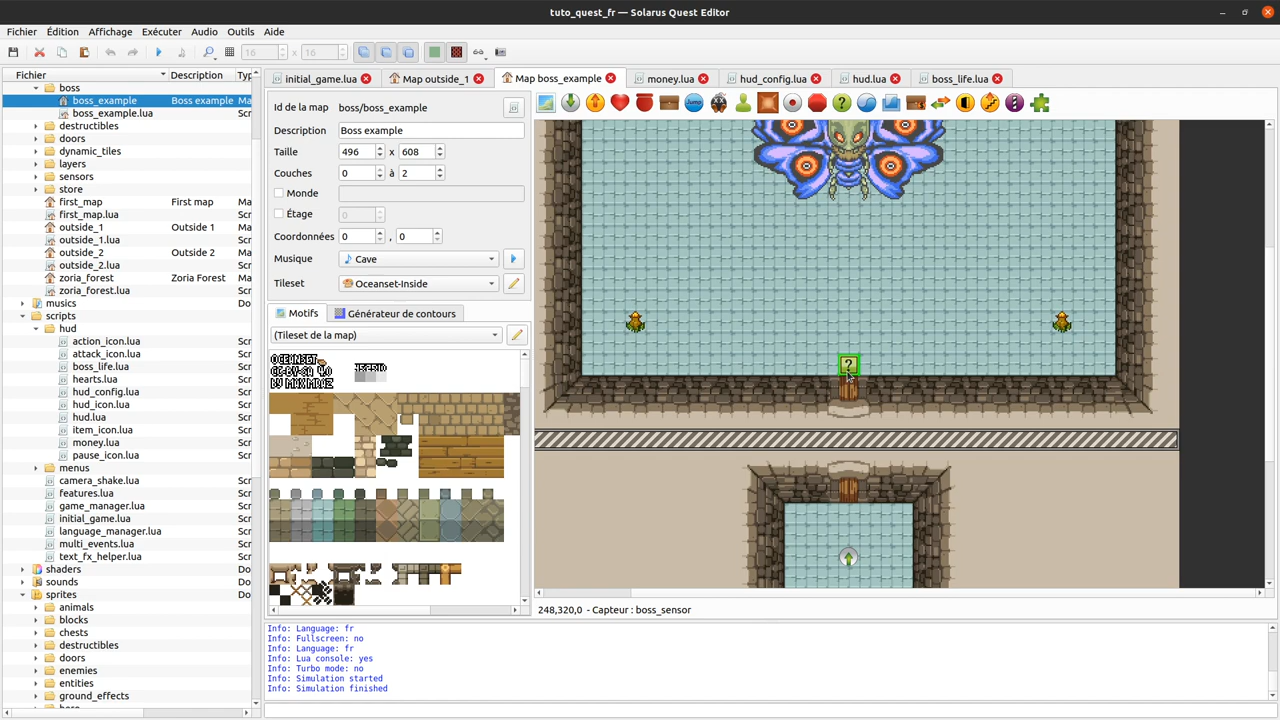 tuto_quest_fr — Solarus Quest Editor
Fichier Édition Affichage Exécuter Audio Outils Aide
16 x 16
Fichier Description Typ
boss
boss_example Boss example Ma
boss_example.lua Scr
destructibles
doors
dynamic_tiles
layers
sensors
store
first_map First map Ma
first_map.lua Scr
outside_1 Outside 1 Ma
outside_1.lua Scr
outside_2 Outside 2 Ma
outside_2.lua Scr
zoria_forest Zoria Forest Ma
zoria_forest.lua Scr
musics Do
scripts Do
hud
action_icon.lua Scr
attack_icon.lua Scr
boss_life.lua Scr
hearts.lua Scr
hud_config.lua Scr
hud_icon.lua Scr
hud.lua Scr
item_icon.lua Scr
money.lua Scr
pause_icon.lua Scr
menus
camera_shake.lua Scr
features.lua Scr
game_manager.lua Scr
initial_game.lua Scr
language_manager.lua Scr
multi_events.lua Scr
text_fx_helper.lua Scr
shaders Do
sounds Do
sprites Do
animals
blocks
chests
destructibles
doors
enemies
entities
ground_effects
initial_game.lua Map outside_1 Map boss_example money.lua hud_config.lua hud.lua boss_life.lua
Id de la map boss/boss_example
Description Boss example
Taille 496 x 608
Couches 0 à 2
Monde
Étage 0
Coordonnées 0 , 0
Musique Cave
Tileset Oceanset-Inside
Motifs Générateur de contours
(Tileset de la map)
OCEAN'S SET
Jump
?
?
248,320,0 - Capteur : boss_sensor
Info: Language: fr
Info: Fullscreen: no
Info: Language: fr
Info: Lua console: yes
Info: Turbo mode: no
Info: Simulation started
Info: Simulation finished